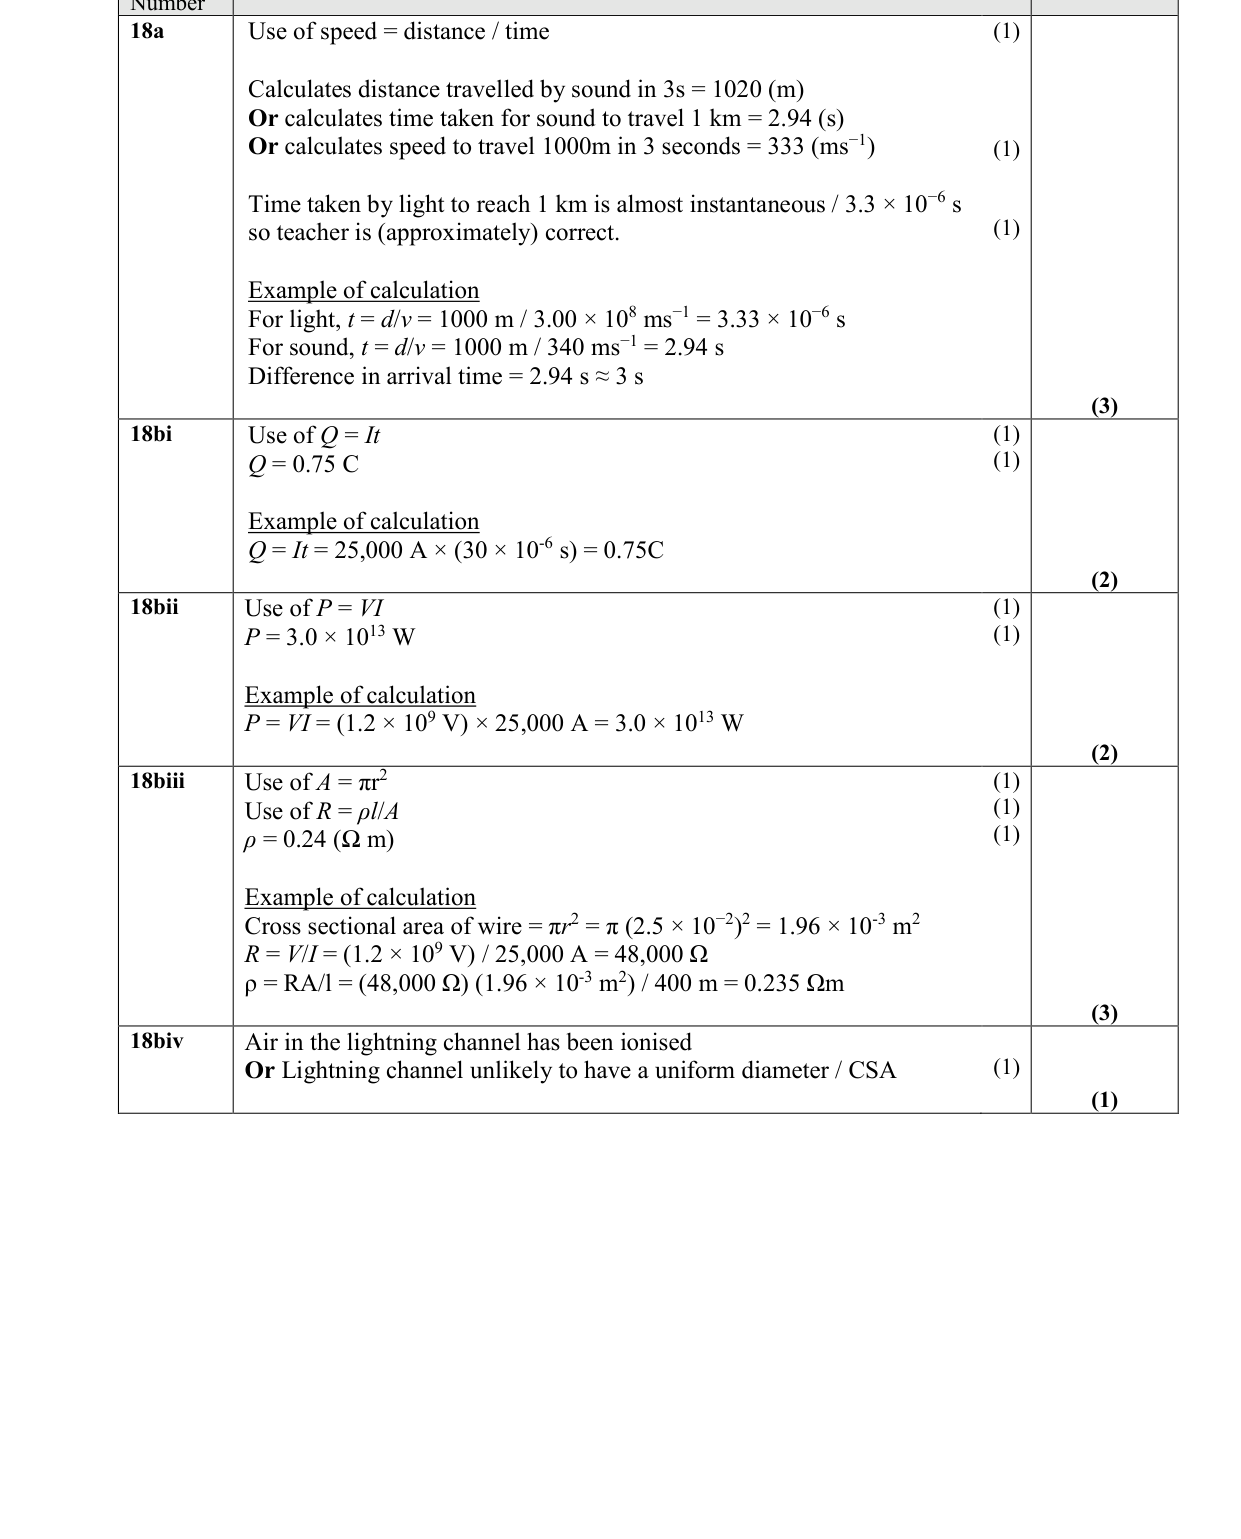 Number
18a Use of speed = distance / time (1)
Calculates distance travelled by sound in 3s = 1020 (m)
Or calculates time taken for sound to travel 1 km = 2.94 (s)
Or calculates speed to travel 1000m in 3 seconds = 333 (ms⁻¹) (1)
Time taken by light to reach 1 km is almost instantaneous / 3.3 × 10⁻⁶ s
so teacher is (approximately) correct. (1)
Example of calculation
For light, t = d/v = 1000 m / 3.00 × 10⁸ ms⁻¹ = 3.33 × 10⁻⁶ s
For sound, t = d/v = 1000 m / 340 ms⁻¹ = 2.94 s
Difference in arrival time = 2.94 s ≈ 3 s
(3)
18bi Use of Q = It (1)
Q = 0.75 C (1)
Example of calculation
Q = It = 25,000 A × (30 × 10⁻⁶ s) = 0.75C
(2)
18bii Use of P = VI (1)
P = 3.0 × 10¹³ W (1)
Example of calculation
P = VI = (1.2 × 10⁹ V) × 25,000 A = 3.0 × 10¹³ W
(2)
18biii Use of A = πr² (1)
Use of R = ρl/A (1)
ρ = 0.24 (Ω m) (1)
Example of calculation
Cross sectional area of wire = πr² = π (2.5 × 10⁻²)² = 1.96 × 10⁻³ m²
R = V/I = (1.2 × 10⁹ V) / 25,000 A = 48,000 Ω
ρ = RA/l = (48,000 Ω) (1.96 × 10⁻³ m²) / 400 m = 0.235 Ωm
(3)
18biv Air in the lightning channel has been ionised
Or Lightning channel unlikely to have a uniform diameter / CSA (1)
(1)